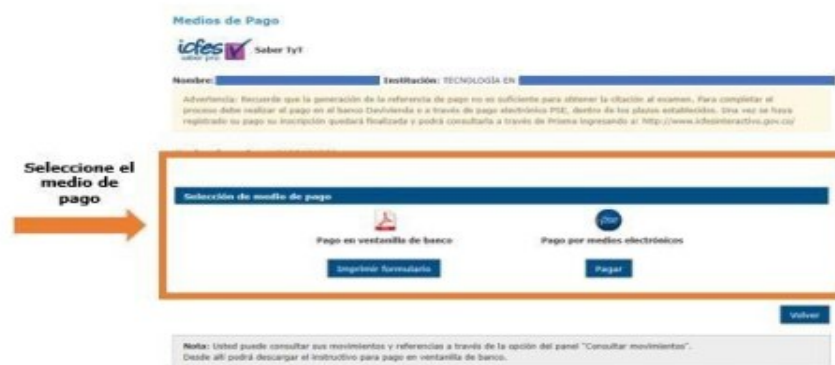 Medios de Pago
icfes
saber pro
Saber TyT
Nombre: Institución: TECNOLOGÍA EN
Advertencia: Recuerde que la generación de la referencia de pago no es suficiente para obtener la citación al examen. Para completar el
proceso debe realizar el pago en el banco Davivienda o a través de pago electrónico PSE, dentro de los plazos establecidos. Una vez se haya
registrado su pago su inscripción quedará finalizada y podrá consultarla a través de Prisma ingresando a: http://www.icfesinteractivo.gov.co/
Seleccione el
medio de
pago
Selección de medio de pago
pse
Pago en ventanilla de banco Pago por medios electrónicos
Imprimir formulario Pagar
Volver
Nota: Usted puede consultar sus movimientos y referencias a través de la opción del panel "Consultar movimientos".
Desde allí podrá descargar el instructivo para pago en ventanilla de banco.